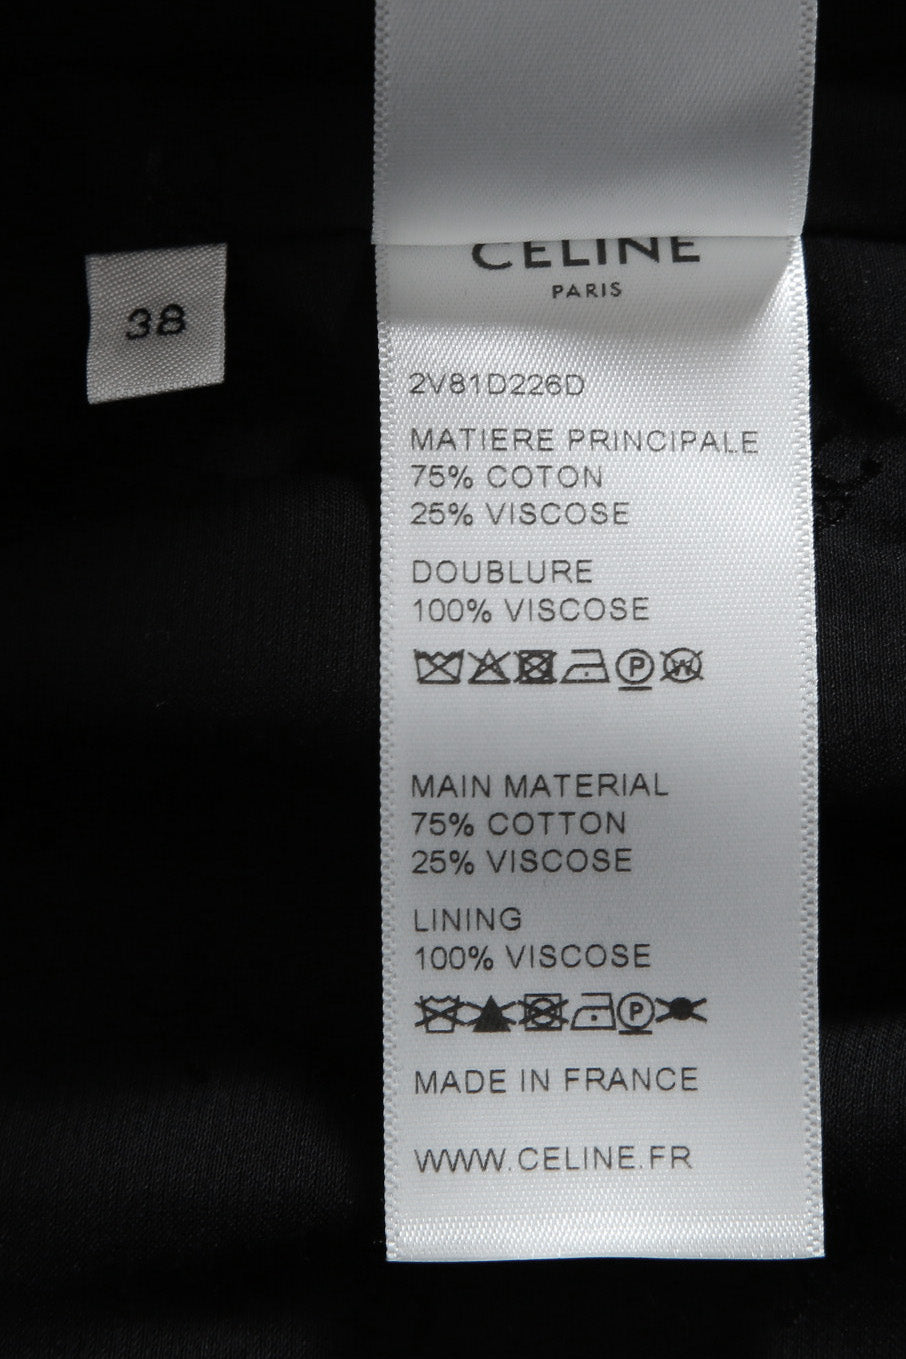 38
CELINE
PARIS
2V81D226D
MATIERE PRINCIPALE
75% COTON
25% VISCOSE
DOUBLURE
100% VISCOSE
P W
MAIN MATERIAL
75% COTTON
25% VISCOSE
LINING
100% VISCOSE
P
MADE IN FRANCE
WWW.CELINE.FR